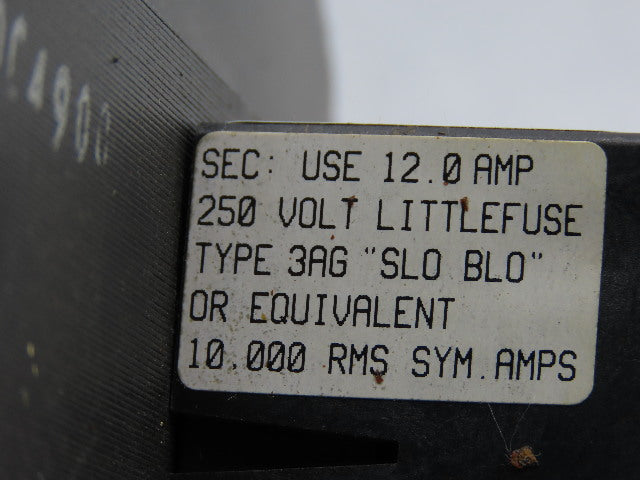 SEC: USE 12.0 AMP
250 VOLT LITTLEFUSE
TYPE 3AG "SLO BLO"
OR EQUIVALENT
10.000 RMS SYM.AMPS